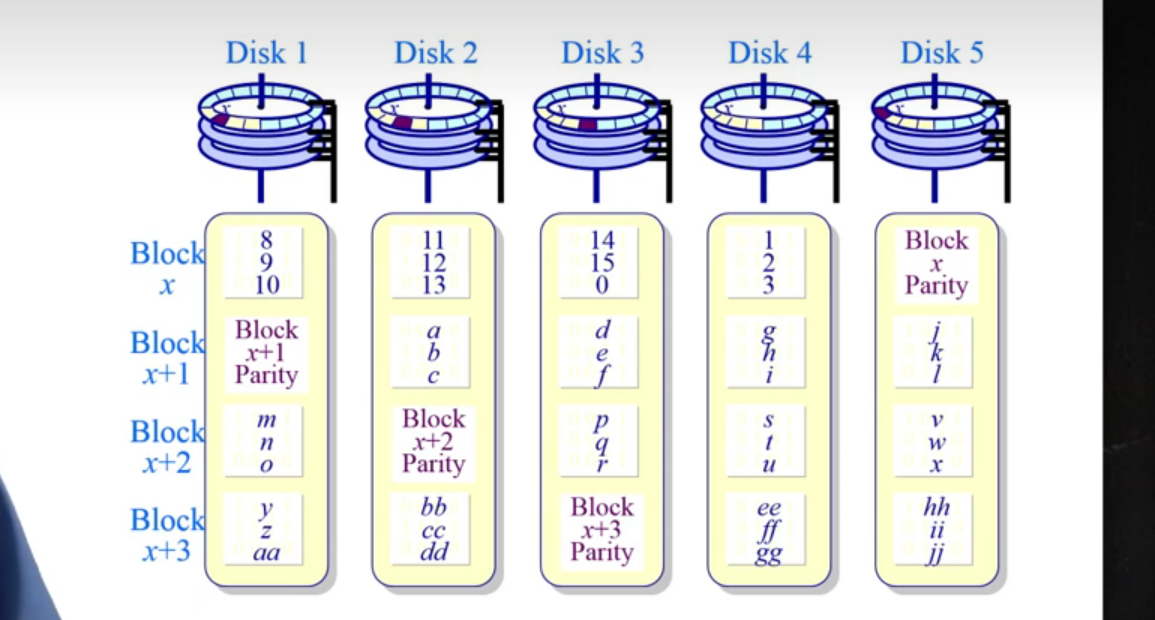 Disk 1 Disk 2 Disk 3 Disk 4 Disk 5
x x x x x
Block x
8 9 10
11 12 13
14 15 0
1 2 3
Block x Parity
Block x+1
Block x+1 Parity
a b c
d e f
g h i
j k l
Block x+2
m n o
Block x+2 Parity
p q r
s t u
v w x
Block x+3
y z aa
bb cc dd
Block x+3 Parity
ee ff gg
hh ii jj